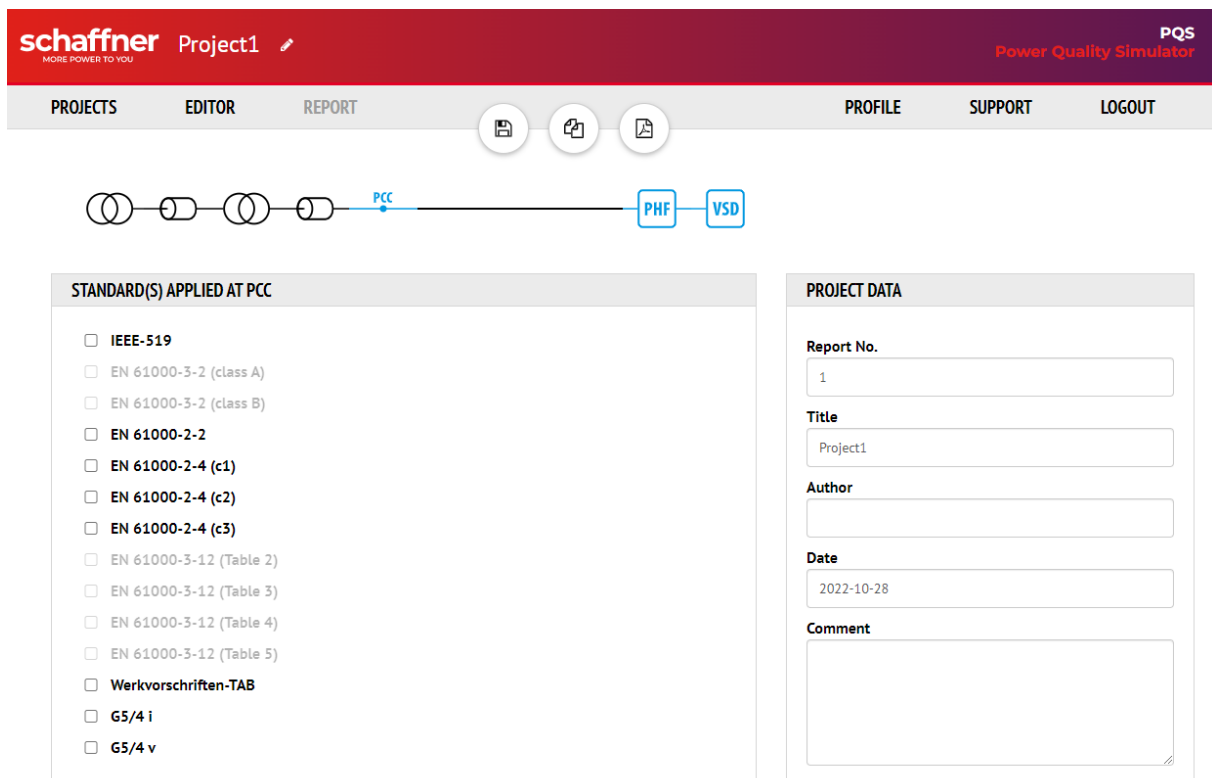 schaffner
MORE POWER TO YOU
Project1
PQS
Power Quality Simulator
PROJECTS
EDITOR
REPORT
PROFILE
SUPPORT
LOGOUT
PCC
PHF
VSD
STANDARD(S) APPLIED AT PCC
IEEE-519
EN 61000-3-2 (class A)
EN 61000-3-2 (class B)
EN 61000-2-2
EN 61000-2-4 (c1)
EN 61000-2-4 (c2)
EN 61000-2-4 (c3)
EN 61000-3-12 (Table 2)
EN 61000-3-12 (Table 3)
EN 61000-3-12 (Table 4)
EN 61000-3-12 (Table 5)
Werkvorschriften-TAB
G5/4 i
G5/4 v
PROJECT DATA
Report No.
1
Title
Project1
Author
Date
2022-10-28
Comment